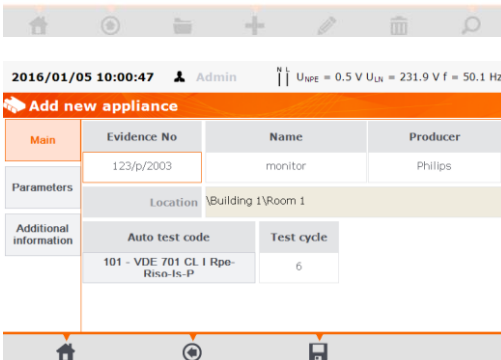 2016/01/05 10:00:47 Admin N L UNPE = 0.5 V ULN = 231.9 V f = 50.1 Hz
Add new appliance
Main Evidence No Name Producer
123/p/2003 monitor Philips
Parameters
Location \Building 1\Room 1
Additional
information
Auto test code Test cycle
101 - VDE 701 CL I Rpe-
Riso-Is-P
6